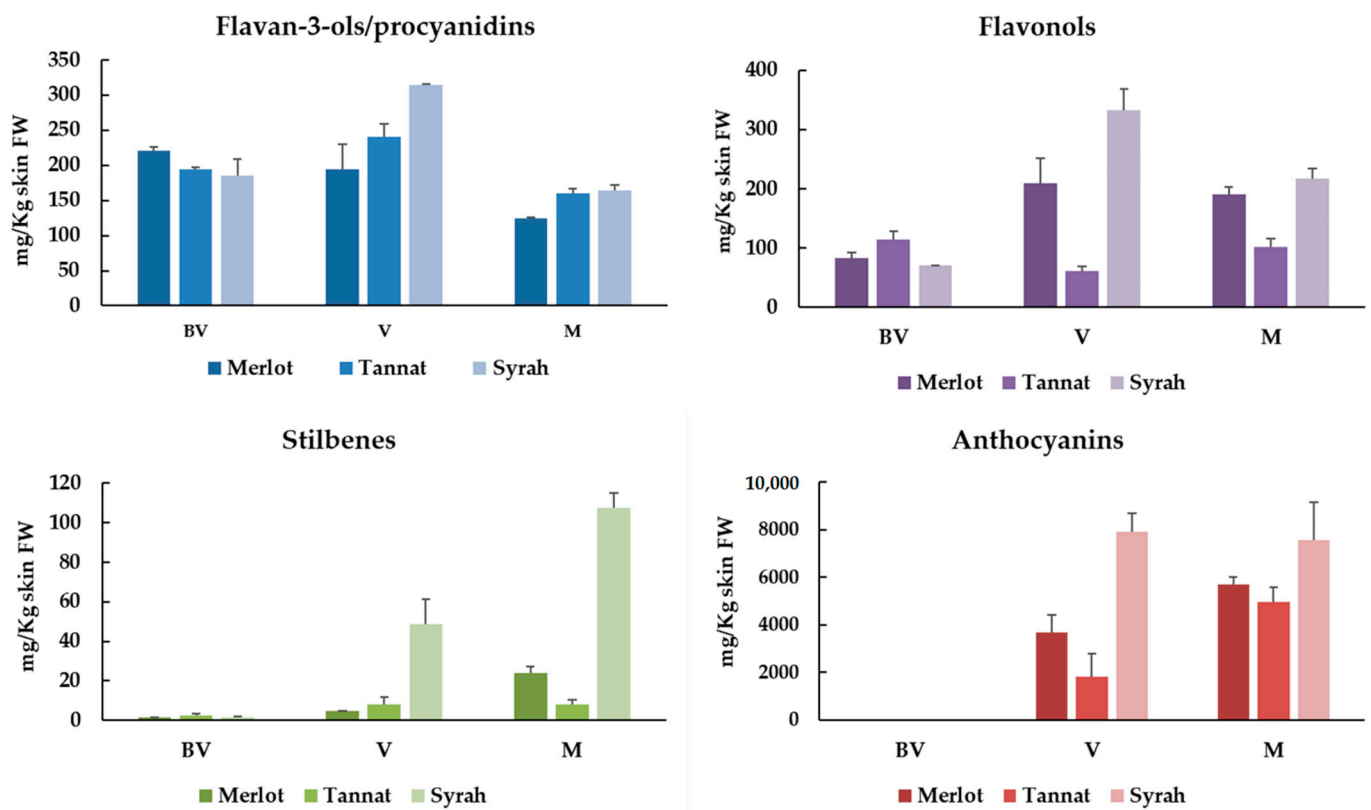 Flavan-3-ols/procyanidins
mg/Kg skin FW
350
300
250
200
150
100
50
0
BV V M
Merlot Tannat Syrah
Flavonols
mg/Kg skin FW
400
300
200
100
0
BV V M
Merlot Tannat Syrah
Stilbenes
mg/Kg skin FW
120
100
80
60
40
20
0
BV V M
Merlot Tannat Syrah
Anthocyanins
mg/Kg skin FW
10,000
8000
6000
4000
2000
0
BV V M
Merlot Tannat Syrah